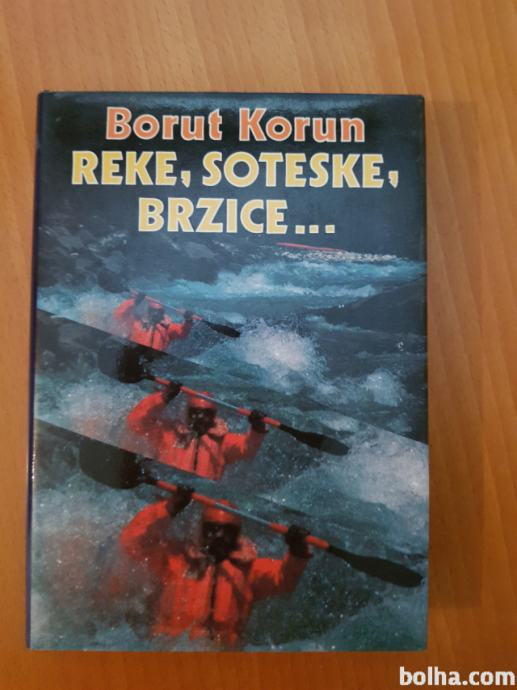 Borut Korun
REKE, SOTESKE,
BRZICE...
bolha.com